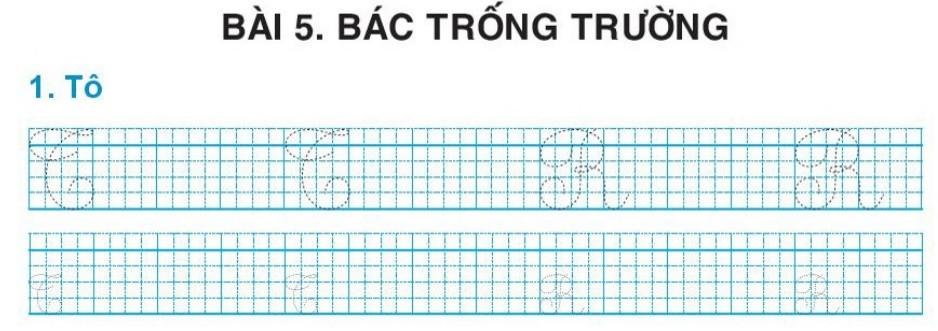 BÀI 5. BÁC TRỐNG TRƯỜNG
1. Tô
T T R R
T T R R